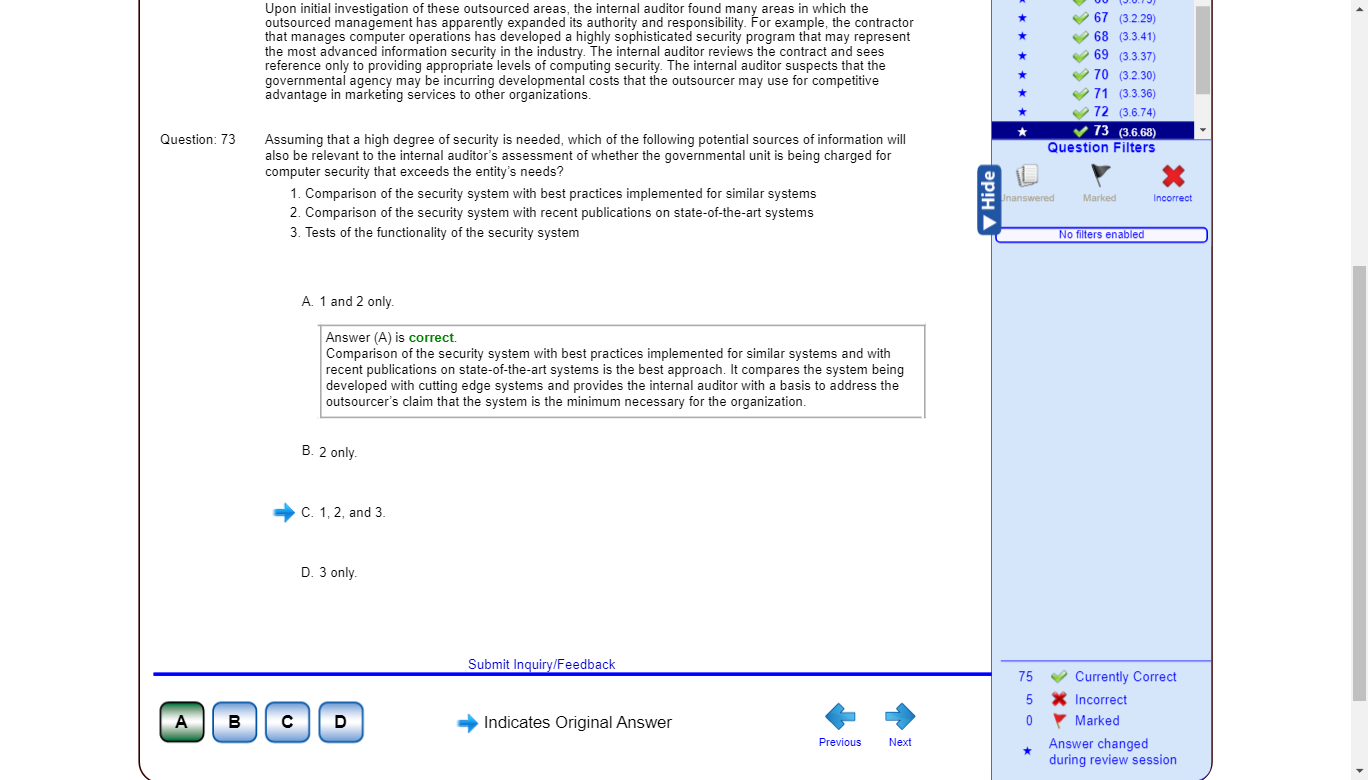 Upon initial investigation of these outsourced areas, the internal auditor found many areas in which the
outsourced management has apparently expanded its authority and responsibility. For example, the contractor
that manages computer operations has developed a highly sophisticated security program that may represent
the most advanced information security in the industry. The internal auditor reviews the contract and sees
reference only to providing appropriate levels of computing security. The internal auditor suspects that the
governmental agency may be incurring developmental costs that the outsourcer may use for competitive
advantage in marketing services to other organizations.
Question: 73
Assuming that a high degree of security is needed, which of the following potential sources of information will
also be relevant to the internal auditor's assessment of whether the governmental unit is being charged for
computer security that exceeds the entity's needs?
1. Comparison of the security system with best practices implemented for similar systems
2. Comparison of the security system with recent publications on state-of-the-art systems
3. Tests of the functionality of the security system
A. 1 and 2 only.
Answer (A) is correct.
Comparison of the security system with best practices implemented for similar systems and with
recent publications on state-of-the-art systems is the best approach. It compares the system being
developed with cutting edge systems and provides the internal auditor with a basis to address the
outsourcer's claim that the system is the minimum necessary for the organization.
B. 2 only.
C. 1, 2, and 3.
D. 3 only.
Submit Inquiry/Feedback
A B C D
Indicates Original Answer
Previous Next
67 (3.2.29)
68 (3.3.41)
69 (3.3.37)
70 (3.2.30)
71 (3.3.36)
72 (3.6.74)
73 (3.6.68)
Question Filters
Hide
Marked
Incorrect
No filters enabled
75 Currently Correct
5 Incorrect
0 Marked
Answer changed
during review session